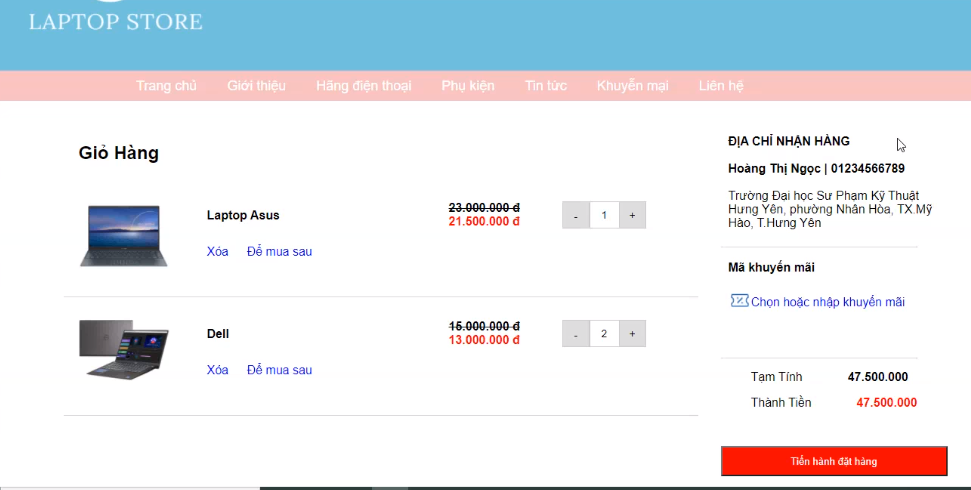 LAPTOP STORE
Trang chủ Giới thiệu Hãng điện thoại Phụ kiện Tin tức Khuyến mại Liên hệ
Giỏ Hàng
Laptop Asus
23.000.000 đ
21.500.000 đ
- 1 +
Xóa Để mua sau
Dell
15.000.000 đ
13.000.000 đ
- 2 +
Xóa Để mua sau
ĐỊA CHỈ NHẬN HÀNG
Hoàng Thị Ngọc | 01234566789
Trường Đại học Sư Phạm Kỹ Thuật
Hưng Yên, phường Nhân Hòa, TX.Mỹ
Hào, T.Hưng Yên
Mã khuyến mãi
Chọn hoặc nhập khuyến mãi
Tạm Tính 47.500.000
Thành Tiền 47.500.000
Tiến hành đặt hàng